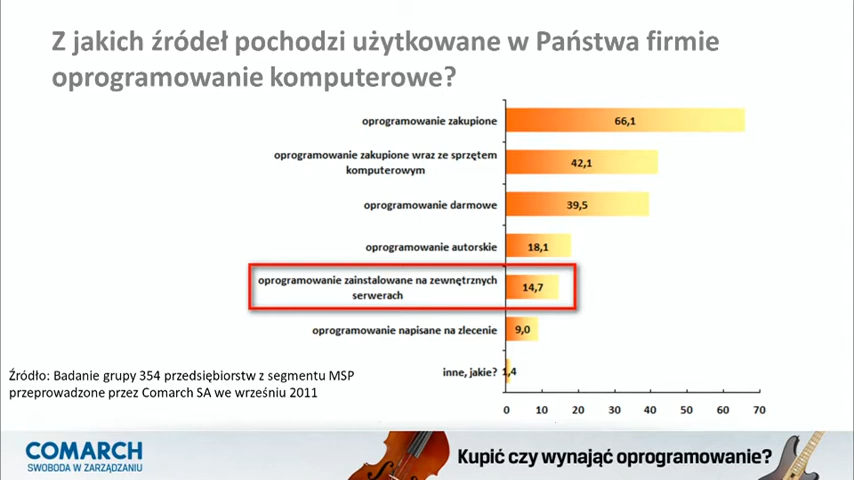 Z jakich źródeł pochodzi użytkowane w Państwa firmie
oprogramowanie komputerowe?
oprogramowanie zakupione
66,1
oprogramowanie zakupione wraz ze sprzętem
komputerowym
42,1
oprogramowanie darmowe
39,5
oprogramowanie autorskie
18,1
oprogramowanie zainstalowane na zewnętrznych
serwerach
14,7
oprogramowanie napisane na zlecenie
9,0
inne, jakie?
1,4
0 10 20 30 40 50 60 70
Źródło: Badanie grupy 354 przedsiębiorstw z segmentu MSP
przeprowadzone przez Comarch SA we wrześniu 2011
COMARCH
SWOBODA W ZARZĄDZANIU
Kupić czy wynająć oprogramowanie?